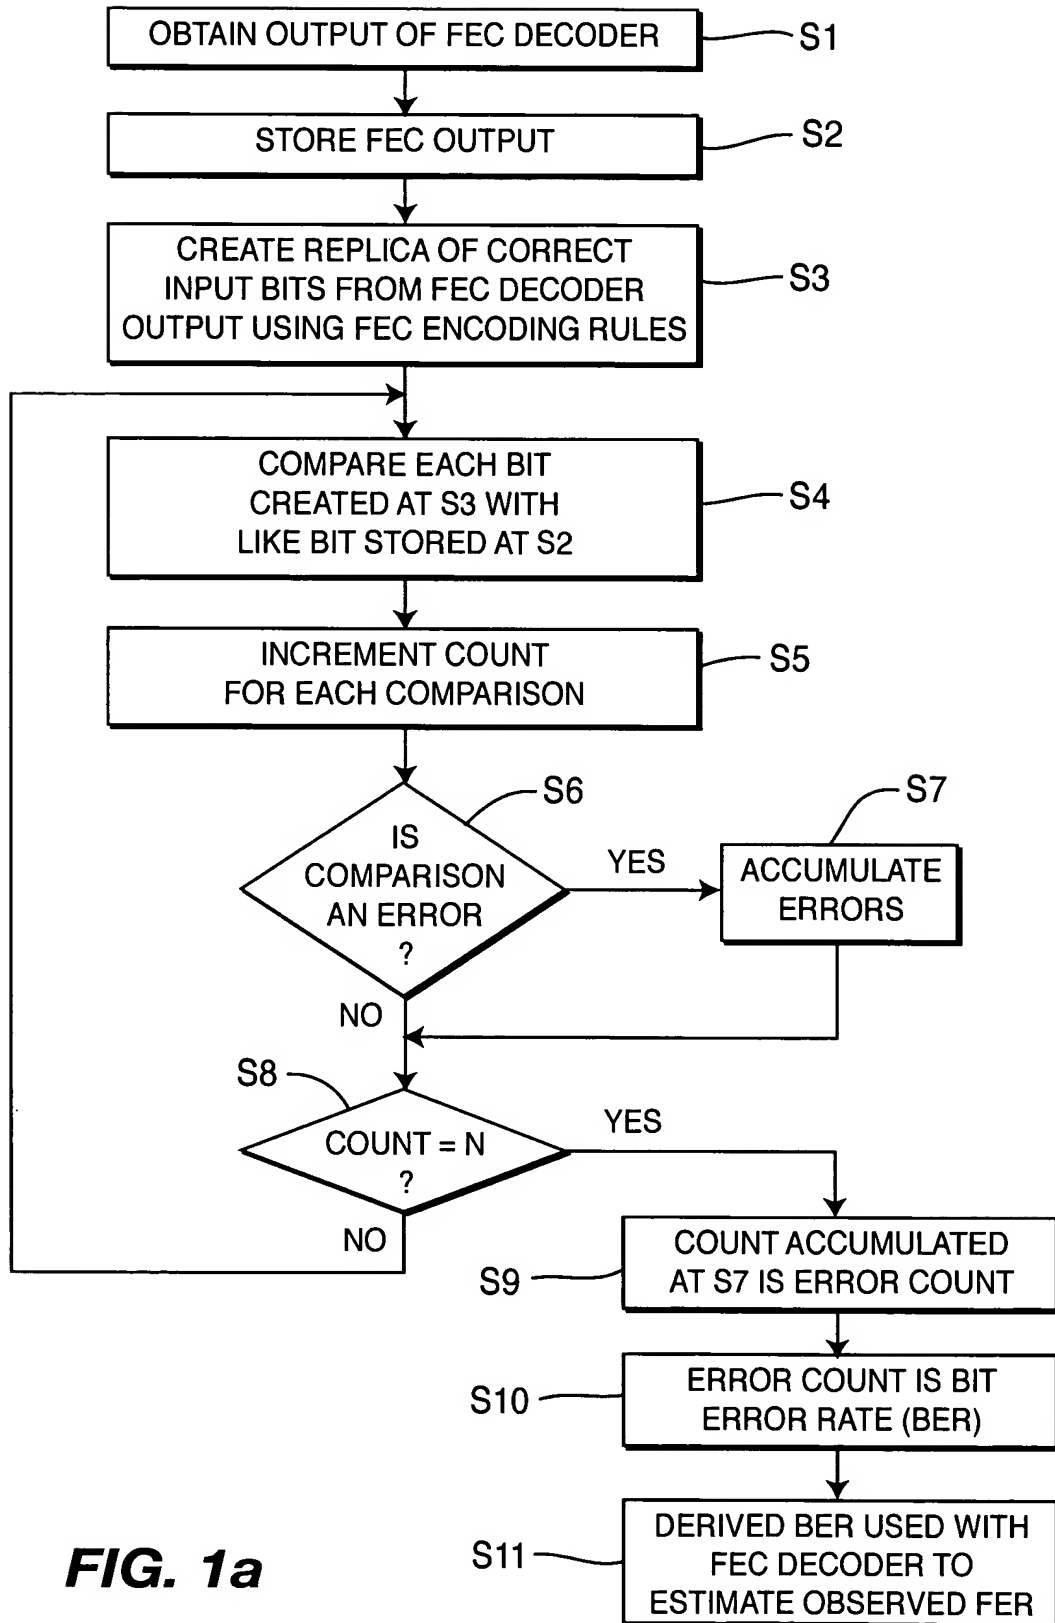 OBTAIN OUTPUT OF FEC DECODER
S1
STORE FEC OUTPUT
S2
CREATE REPLICA OF CORRECT
INPUT BITS FROM FEC DECODER
OUTPUT USING FEC ENCODING RULES
S3
COMPARE EACH BIT
CREATED AT S3 WITH
LIKE BIT STORED AT S2
S4
INCREMENT COUNT
FOR EACH COMPARISON
S5
IS
COMPARISON
AN ERROR
?
S6
YES
ACCUMULATE
ERRORS
S7
NO
S8
COUNT = N
?
YES
NO
COUNT ACCUMULATED
AT S7 IS ERROR COUNT
S9
ERROR COUNT IS BIT
ERROR RATE (BER)
S10
DERIVED BER USED WITH
FEC DECODER TO
ESTIMATE OBSERVED FER
S11
FIG. 1a